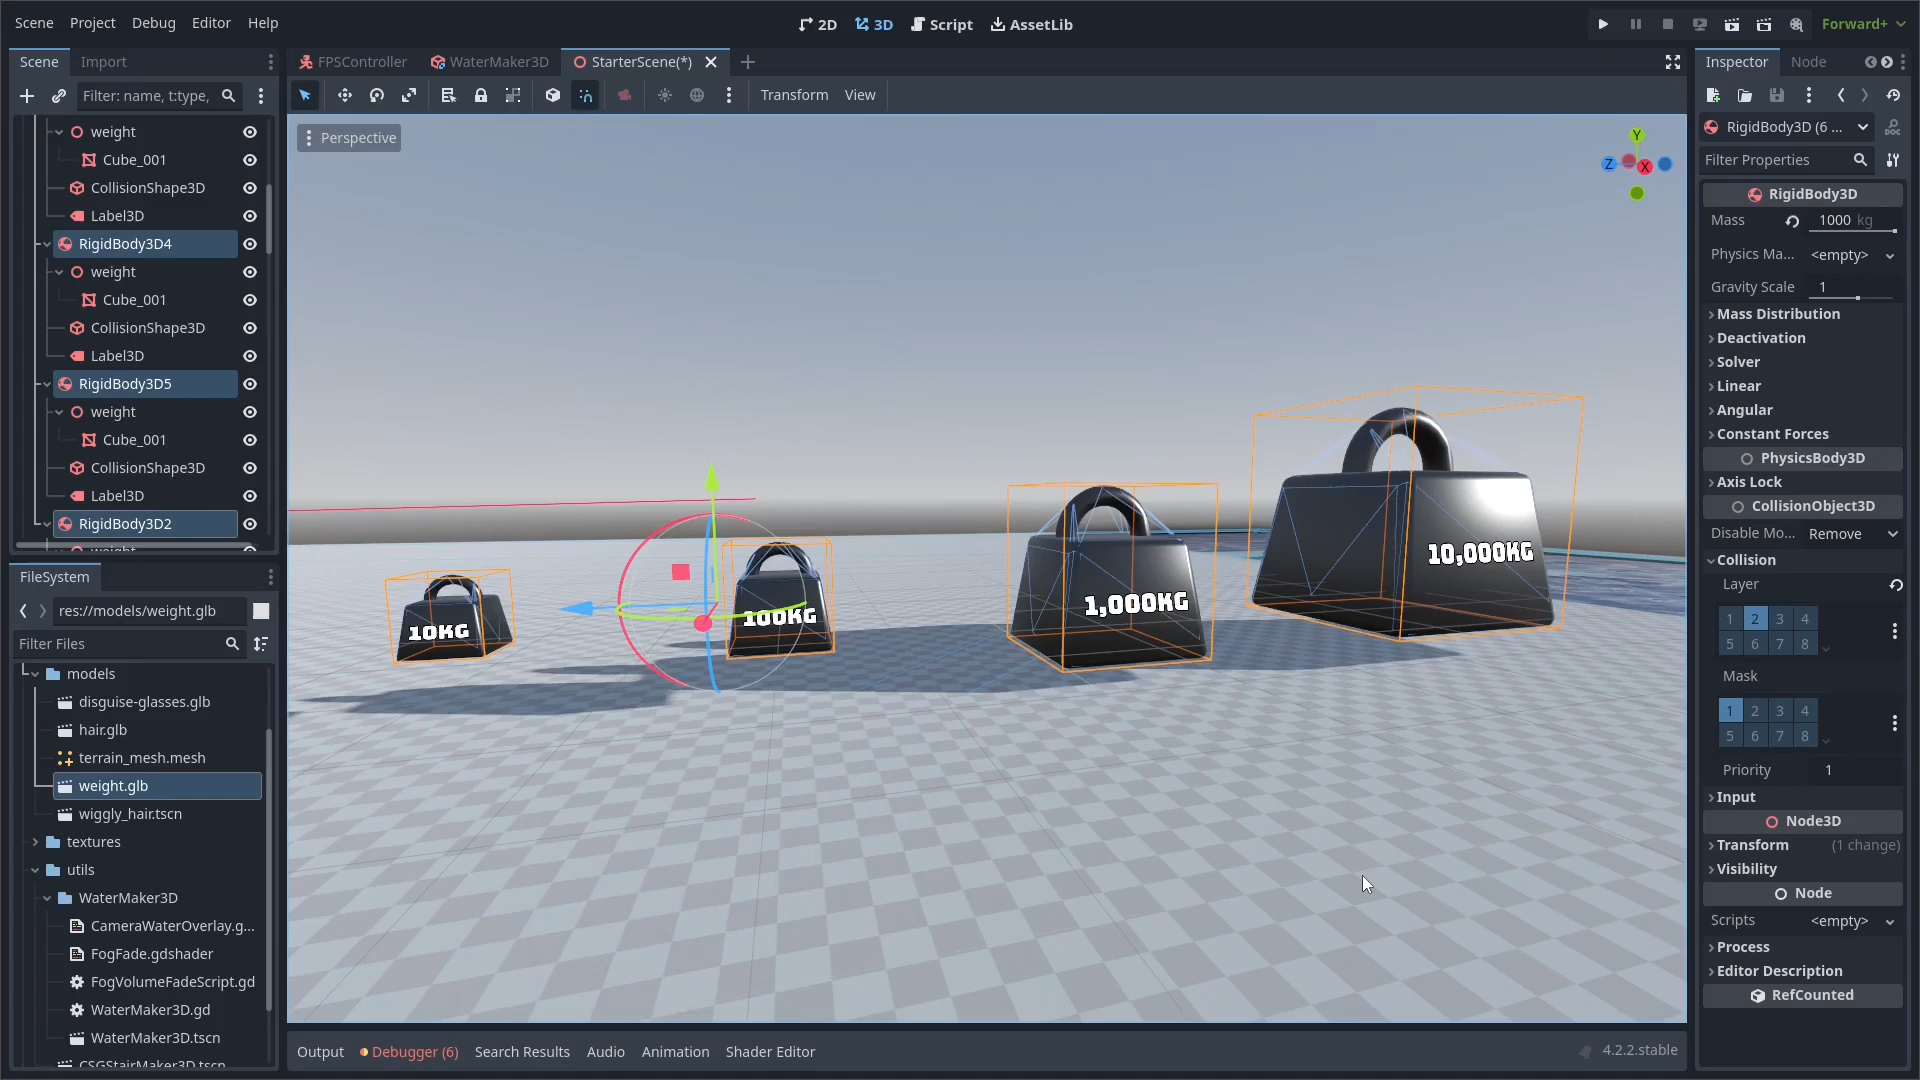 Scene Project Debug Editor Help
2D 3D Script AssetLib
Forward+
Scene Import
FPSController WaterMaker3D StarterScene(*)
Inspector Node
Filter: name, t:type,
Transform View
Perspective
Y
Z X
RigidBody3D (6 ...
Filter Properties
weight
Cube_001
CollisionShape3D
Label3D
RigidBody3D4
weight
Cube_001
CollisionShape3D
Label3D
RigidBody3D5
weight
Cube_001
CollisionShape3D
Label3D
RigidBody3D2
weight
FileSystem
res://models/weight.glb
Filter Files
models
disguise-glasses.glb
hair.glb
terrain_mesh.mesh
weight.glb
wiggly_hair.tscn
textures
utils
WaterMaker3D
CameraWaterOverlay.g...
FogFade.gdshader
FogVolumeFadeScript.gd
WaterMaker3D.gd
WaterMaker3D.tscn
CSGStairMaker3D.tscn
10KG
100KG
1,000KG
10,000KG
Output Debugger (6) Search Results Audio Animation Shader Editor
4.2.2.stable
RigidBody3D
Mass 1000 kg
Physics Ma... <empty>
Gravity Scale 1
Mass Distribution
Deactivation
Solver
Linear
Angular
Constant Forces
PhysicsBody3D
Axis Lock
CollisionObject3D
Disable Mo... Remove
Collision
Layer
1 2 3 4
5 6 7 8
Mask
1 2 3 4
5 6 7 8
Priority 1
Input
Node3D
Transform (1 change)
Visibility
Node
Scripts <empty>
Process
Editor Description
RefCounted